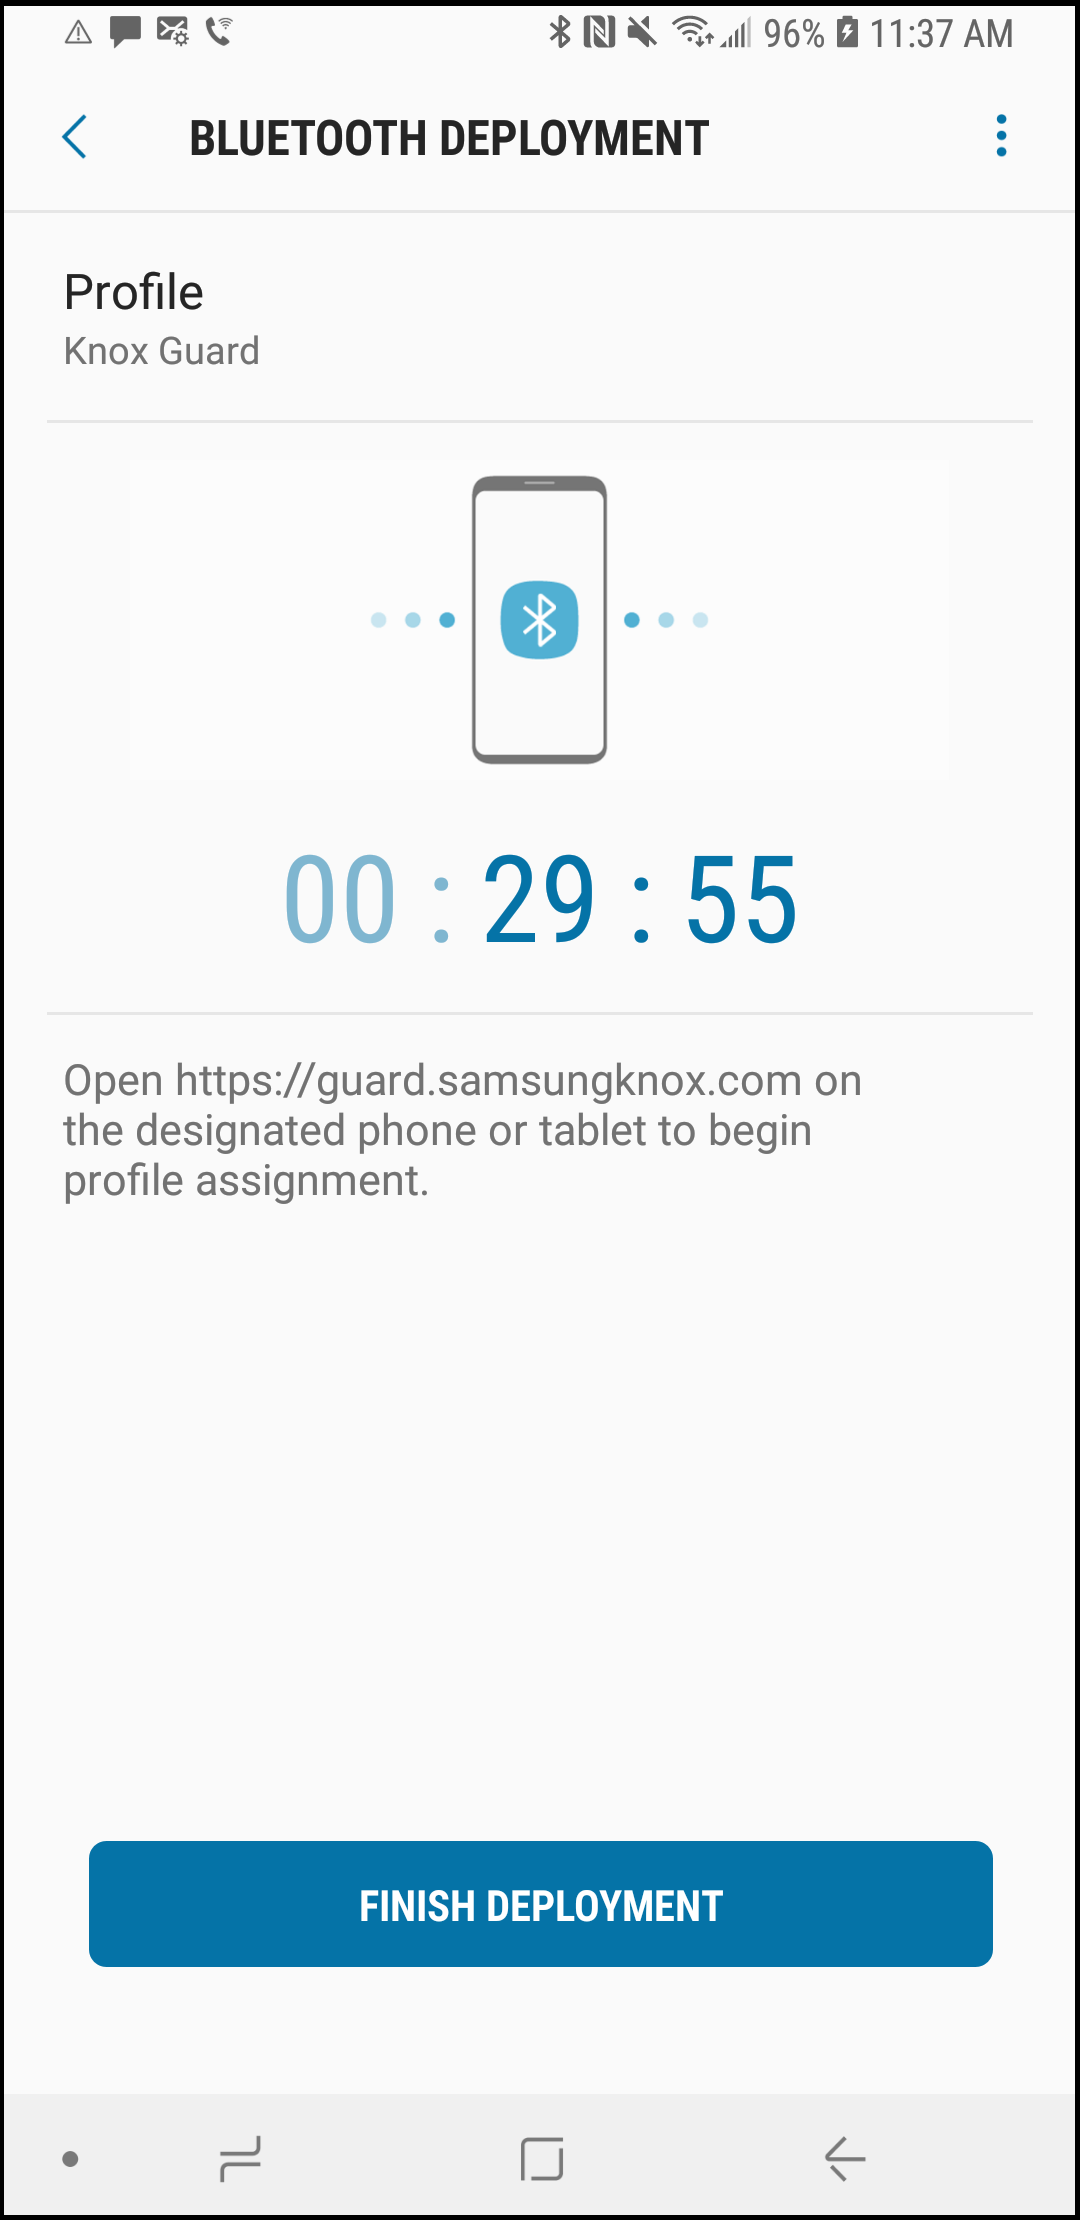 96% 11:37 AM
BLUETOOTH DEPLOYMENT
Profile
Knox Guard
00 : 29 : 55
Open https://guard.samsungknox.com on
the designated phone or tablet to begin
profile assignment.
FINISH DEPLOYMENT